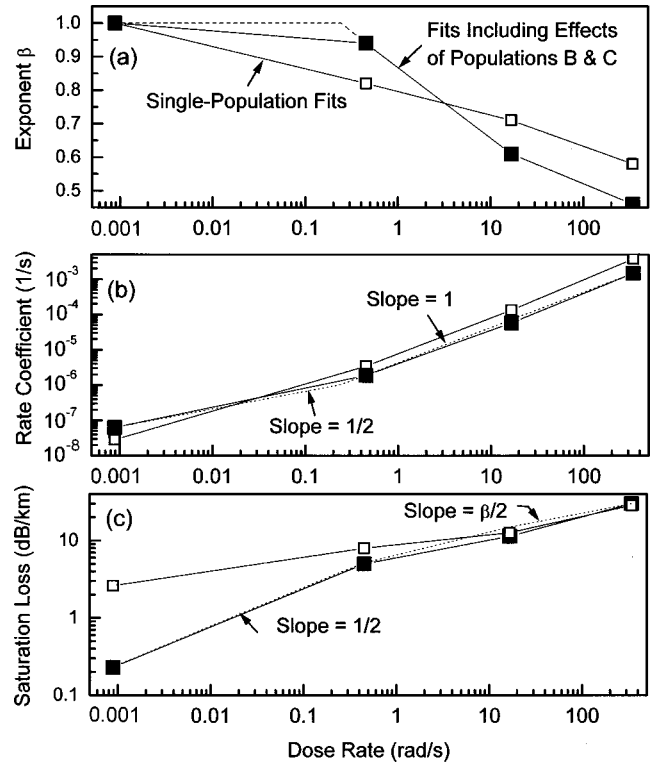 1.0
0.9
0.8
0.7
0.6
0.5
Exponent β
(a)
Fits Including Effects
of Populations B & C
Single-Population Fits
0.001 0.01 0.1 1 10 100
10⁻³
10⁻⁴
10⁻⁵
10⁻⁶
10⁻⁷
10⁻⁸
Rate Coefficient (1/s)
(b)
Slope = 1
Slope = 1/2
0.001 0.01 0.1 1 10 100
10
1
0.1
Saturation Loss (dB/km)
(c)
Slope = β/2
Slope = 1/2
0.001 0.01 0.1 1 10 100
Dose Rate (rad/s)